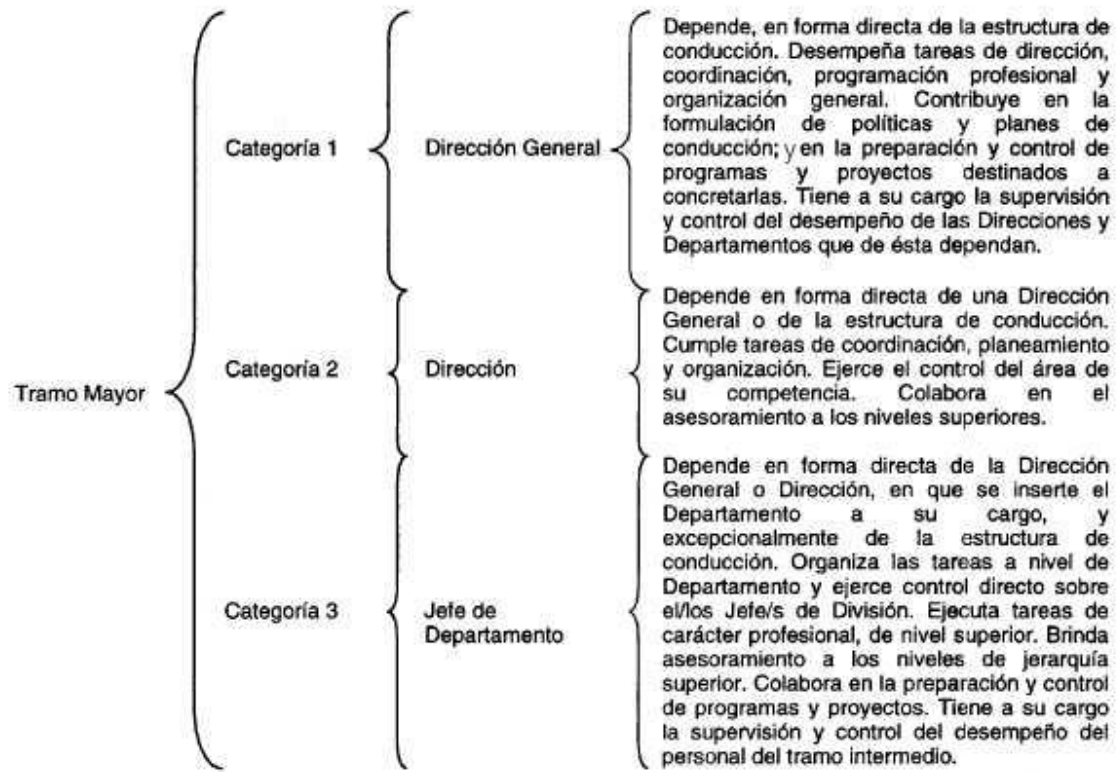 Tramo Mayor
Categoría 1
Dirección General
Depende, en forma directa de la estructura de
conducción. Desempeña tareas de dirección,
coordinación, programación profesional y
organización general. Contribuye en la
formulación de políticas y planes de
conducción; y en la preparación y control de
programas y proyectos destinados a
concretarlas. Tiene a su cargo la supervisión
y control del desempeño de las Direcciones y
Departamentos que de ésta dependan.
Categoría 2
Dirección
Depende en forma directa de una Dirección
General o de la estructura de conducción.
Cumple tareas de coordinación, planeamiento
y organización. Ejerce el control del área de
su competencia. Colabora en el
asesoramiento a los niveles superiores.
Categoría 3
Jefe de
Departamento
Depende en forma directa de la Dirección
General o Dirección, en que se inserte el
Departamento a su cargo, y
excepcionalmente de la estructura de
conducción. Organiza las tareas a nivel de
Departamento y ejerce control directo sobre
el/los Jefe/s de División. Ejecuta tareas de
carácter profesional, de nivel superior. Brinda
asesoramiento a los niveles de jerarquía
superior. Colabora en la preparación y control
de programas y proyectos. Tiene a su cargo
la supervisión y control del desempeño del
personal del tramo intermedio.